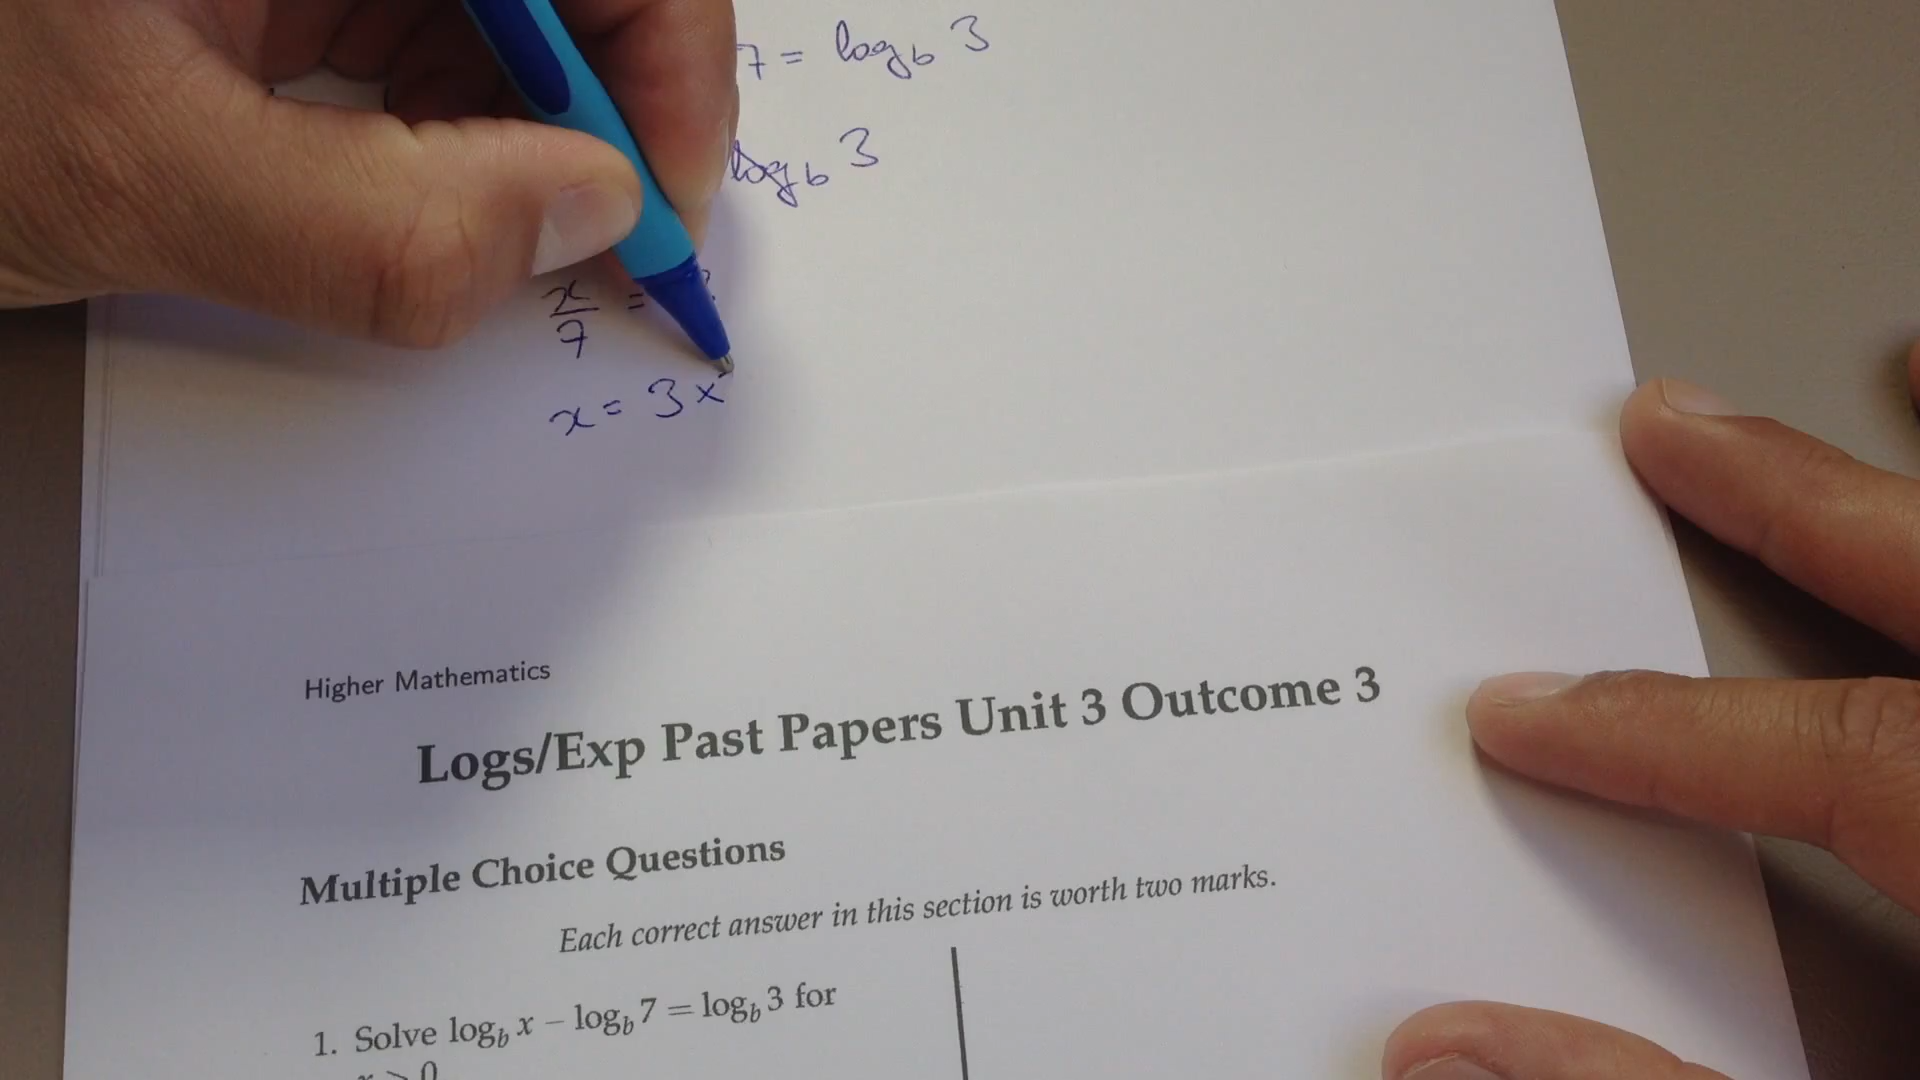 7 = log_b 3
log_b 3
x/7 =
x = 3 ×
Higher Mathematics
Logs/Exp Past Papers Unit 3 Outcome 3
Multiple Choice Questions
Each correct answer in this section is worth two marks.
1. Solve log_b x − log_b 7 = log_b 3 for
x > 0